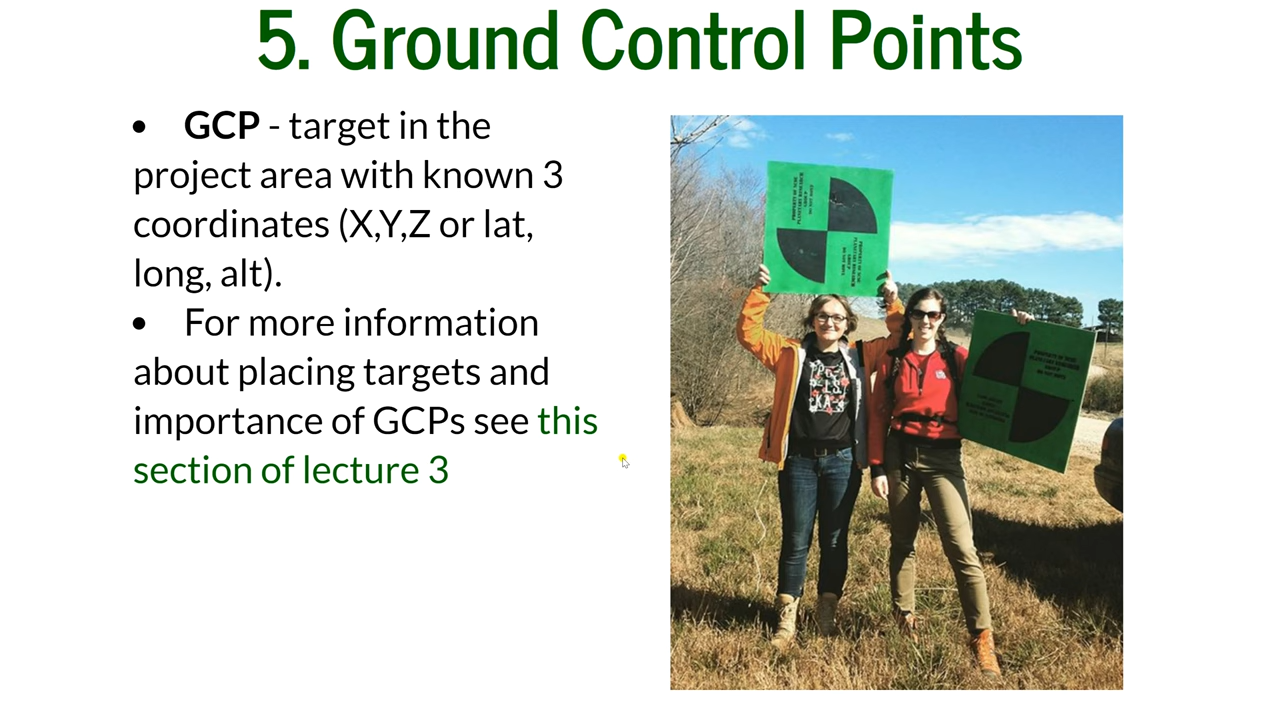 5. Ground Control Points
• GCP - target in the
project area with known 3
coordinates (X,Y,Z or lat,
long, alt).
• For more information
about placing targets and
importance of GCPs see this
section of lecture 3